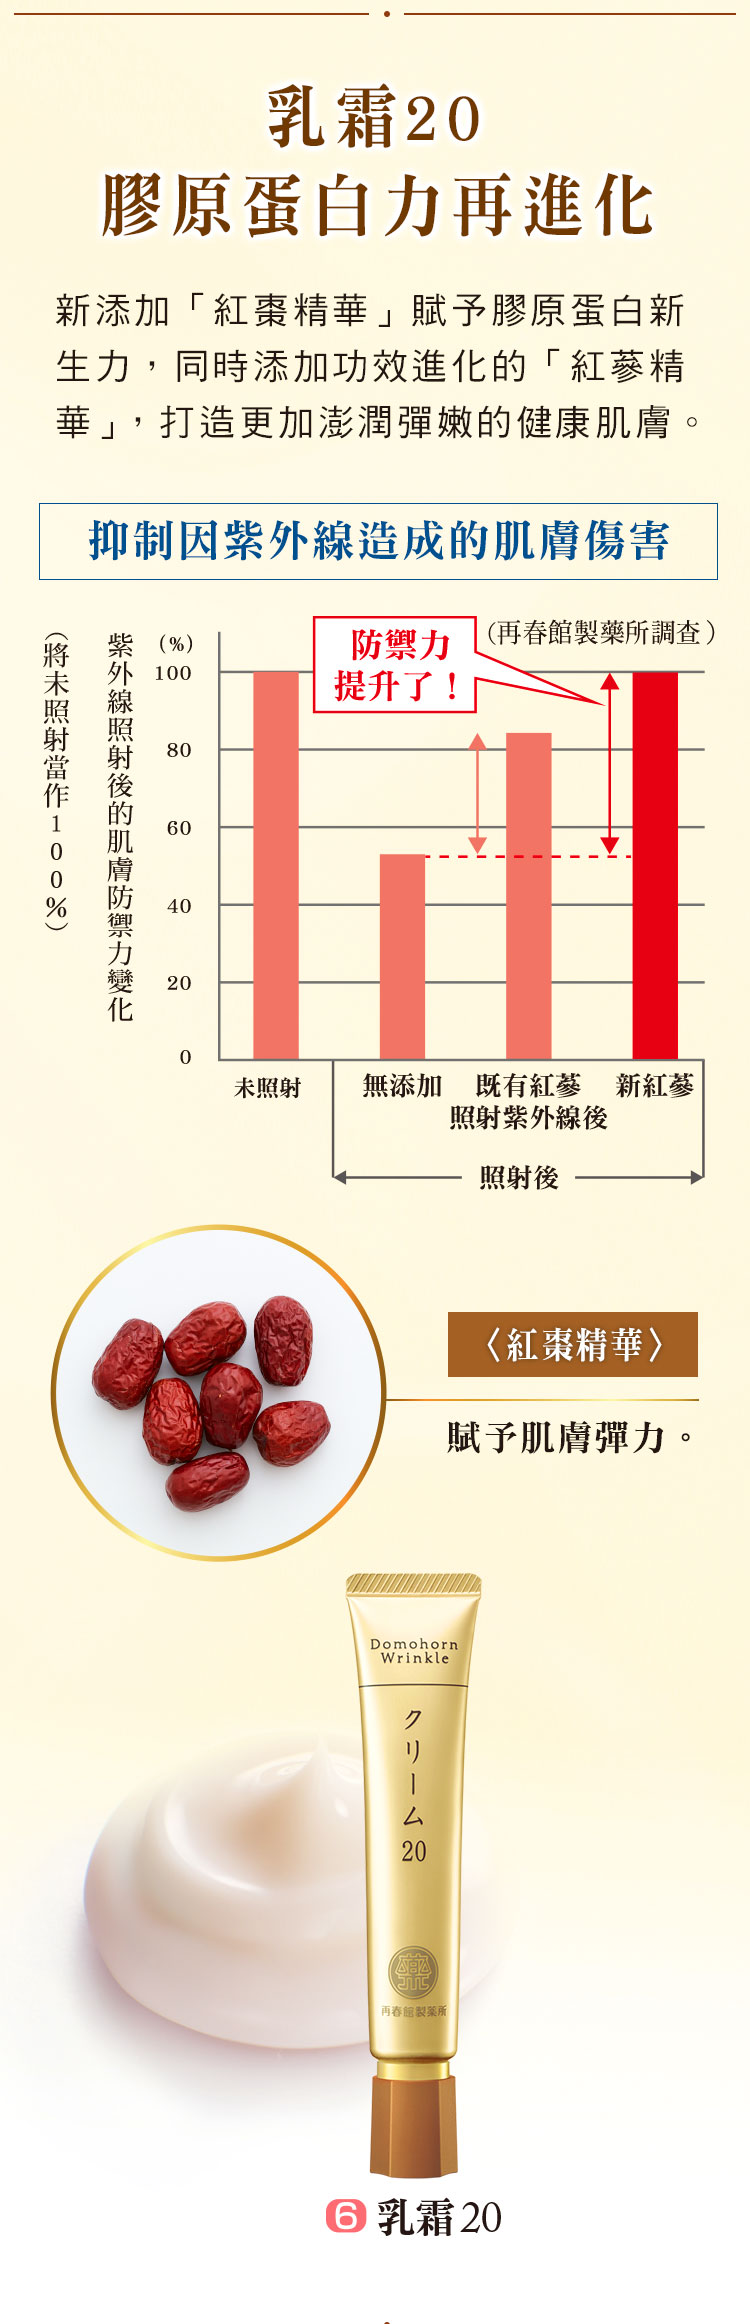 乳霜20
膠原蛋白力再進化
新添加「紅棗精華」賦予膠原蛋白新
生力，同時添加功效進化的「紅蔘精
華」，打造更加澎潤彈嫩的健康肌膚。
抑制因紫外線造成的肌膚傷害
（將未照射當作100%）
紫外線照射後的肌膚防禦力變化
(%)
100
80
60
40
20
0
防禦力
提升了！
（再春館製藥所調查）
未照射
無添加
既有紅蔘
新紅蔘
照射紫外線後
照射後
〈紅棗精華〉
賦予肌膚彈力。
Domohorn
Wrinkle
クリーム20
再春館製薬所
6 乳霜20